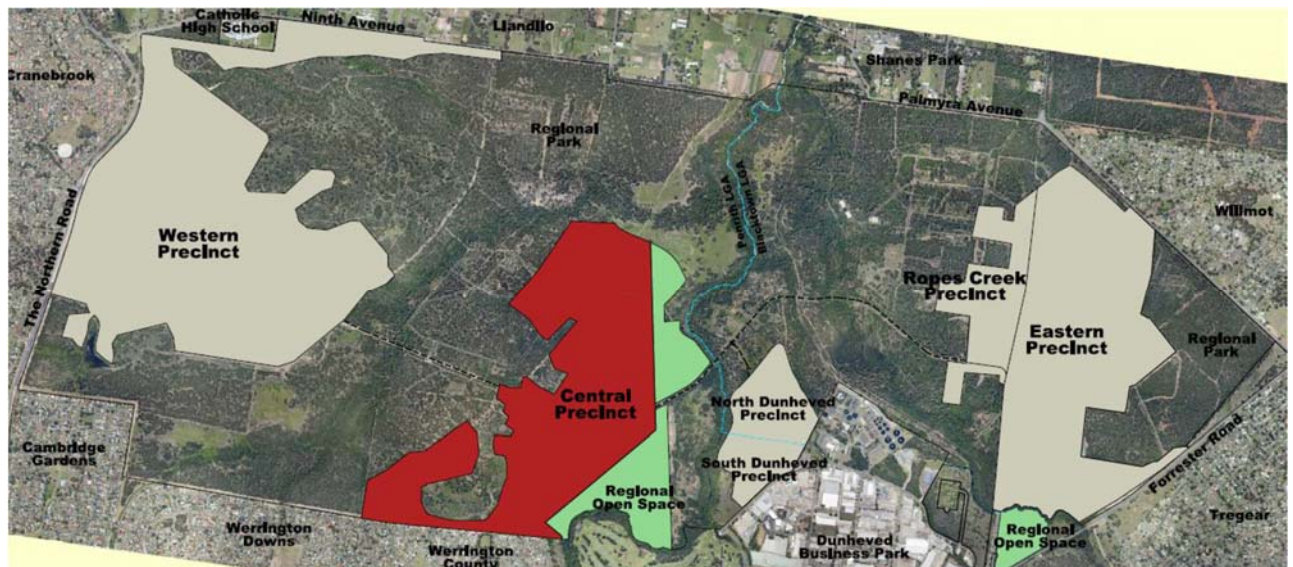 Catholic
High School
Ninth Avenue
Llandilo
Cranebrook
Shanes Park
Palmyra Avenue
Regional
Park
Willmot
The Northern Road
Western
Precinct
Penrith LGA
Blacktown LGA
Ropes Creek
Precinct
Eastern
Precinct
Regional
Park
Central
Precinct
North Dunheved
Precinct
Cambridge
Gardens
South Dunheved
Precinct
Forrester Road
Regional
Open Space
Tregear
Werrington
Downs
Werrington
County
Dunheved
Business Park
Regional
Open Space